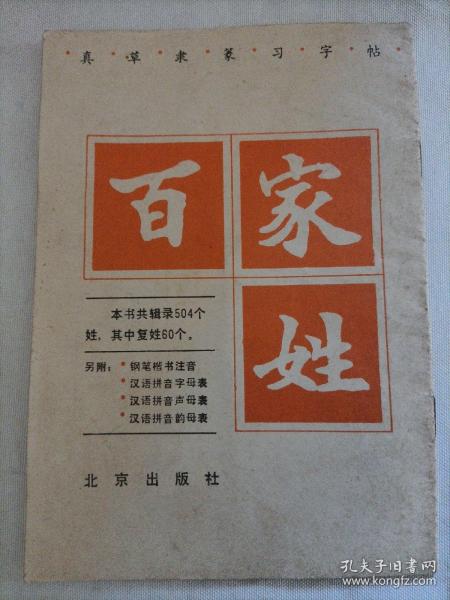 真·草·隶·篆·习·字·帖
百家姓
本书共辑录504个
姓，其中复姓60个。
另附：•钢笔楷书注音
•汉语拼音字母表
•汉语拼音声母表
•汉语拼音韵母表
北京出版社
孔夫子旧书网
www.kongfz.com